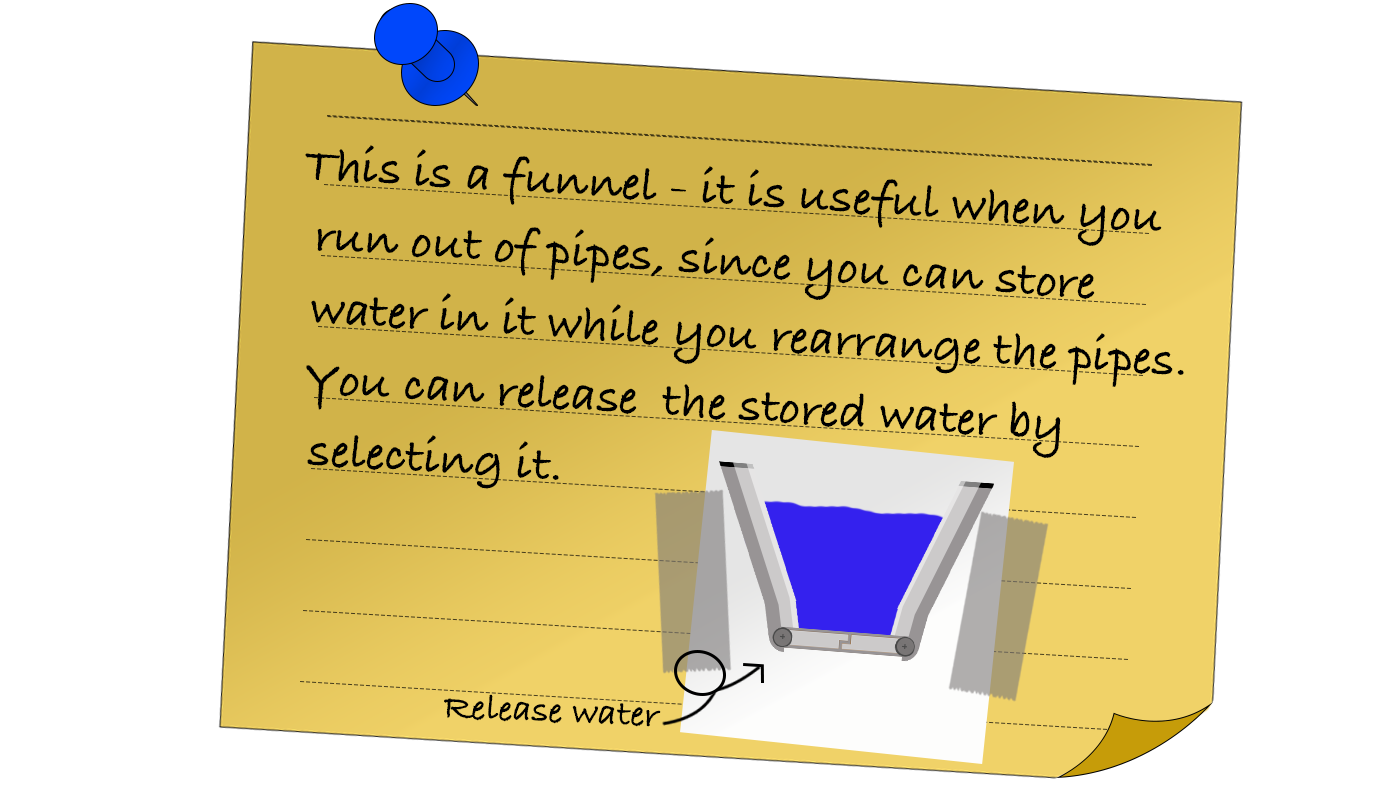 This is a funnel - it is useful when you
run out of pipes, since you can store
water in it while you rearrange the pipes.
You can release the stored water by
selecting it.
Release water